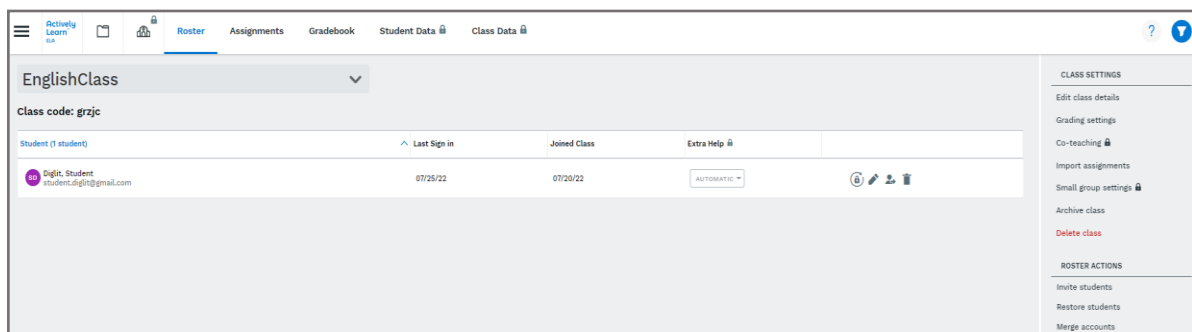 Actively
Learn
ELA
Roster
Assignments
Gradebook
Student Data
Class Data
?
EnglishClass
Class code: grzjc
Student (1 student)
Last Sign in
Joined Class
Extra Help
SD
Diglit, Student
student.diglit@gmail.com
07/25/22
07/20/22
AUTOMATIC
CLASS SETTINGS
Edit class details
Grading settings
Co-teaching
Import assignments
Small group settings
Archive class
Delete class
ROSTER ACTIONS
Invite students
Restore students
Merge accounts